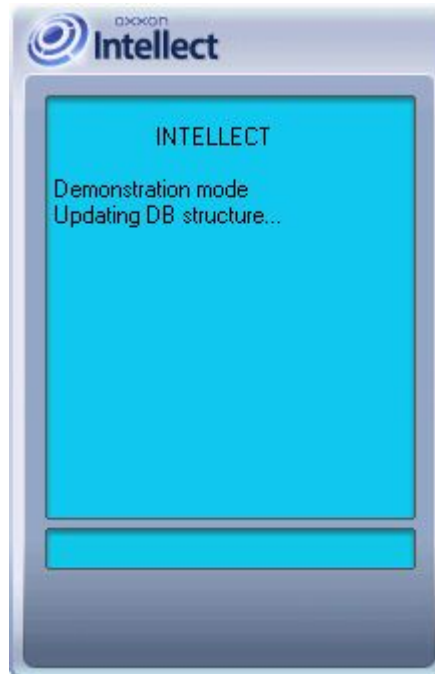 axxon
Intellect
INTELLECT
Demonstration mode
Updating DB structure...